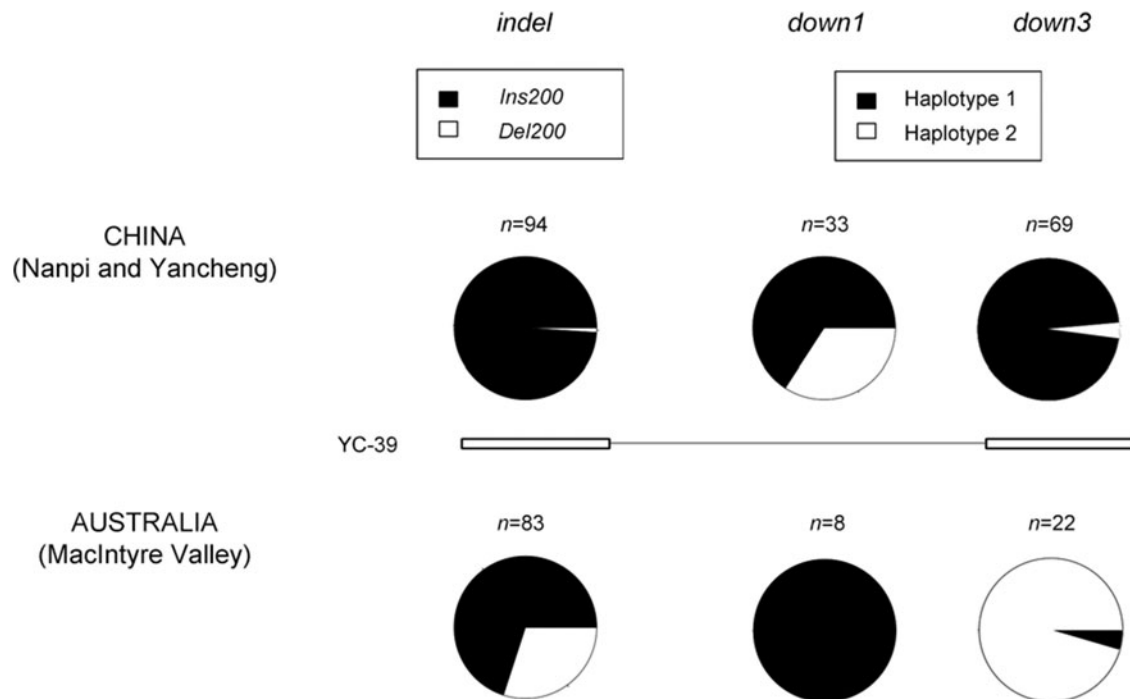 indel down1 down3
Ins200
Del200
Haplotype 1
Haplotype 2
CHINA
(Nanpi and Yancheng)
n=94 n=33 n=69
YC-39
AUSTRALIA
(MacIntyre Valley)
n=83 n=8 n=22